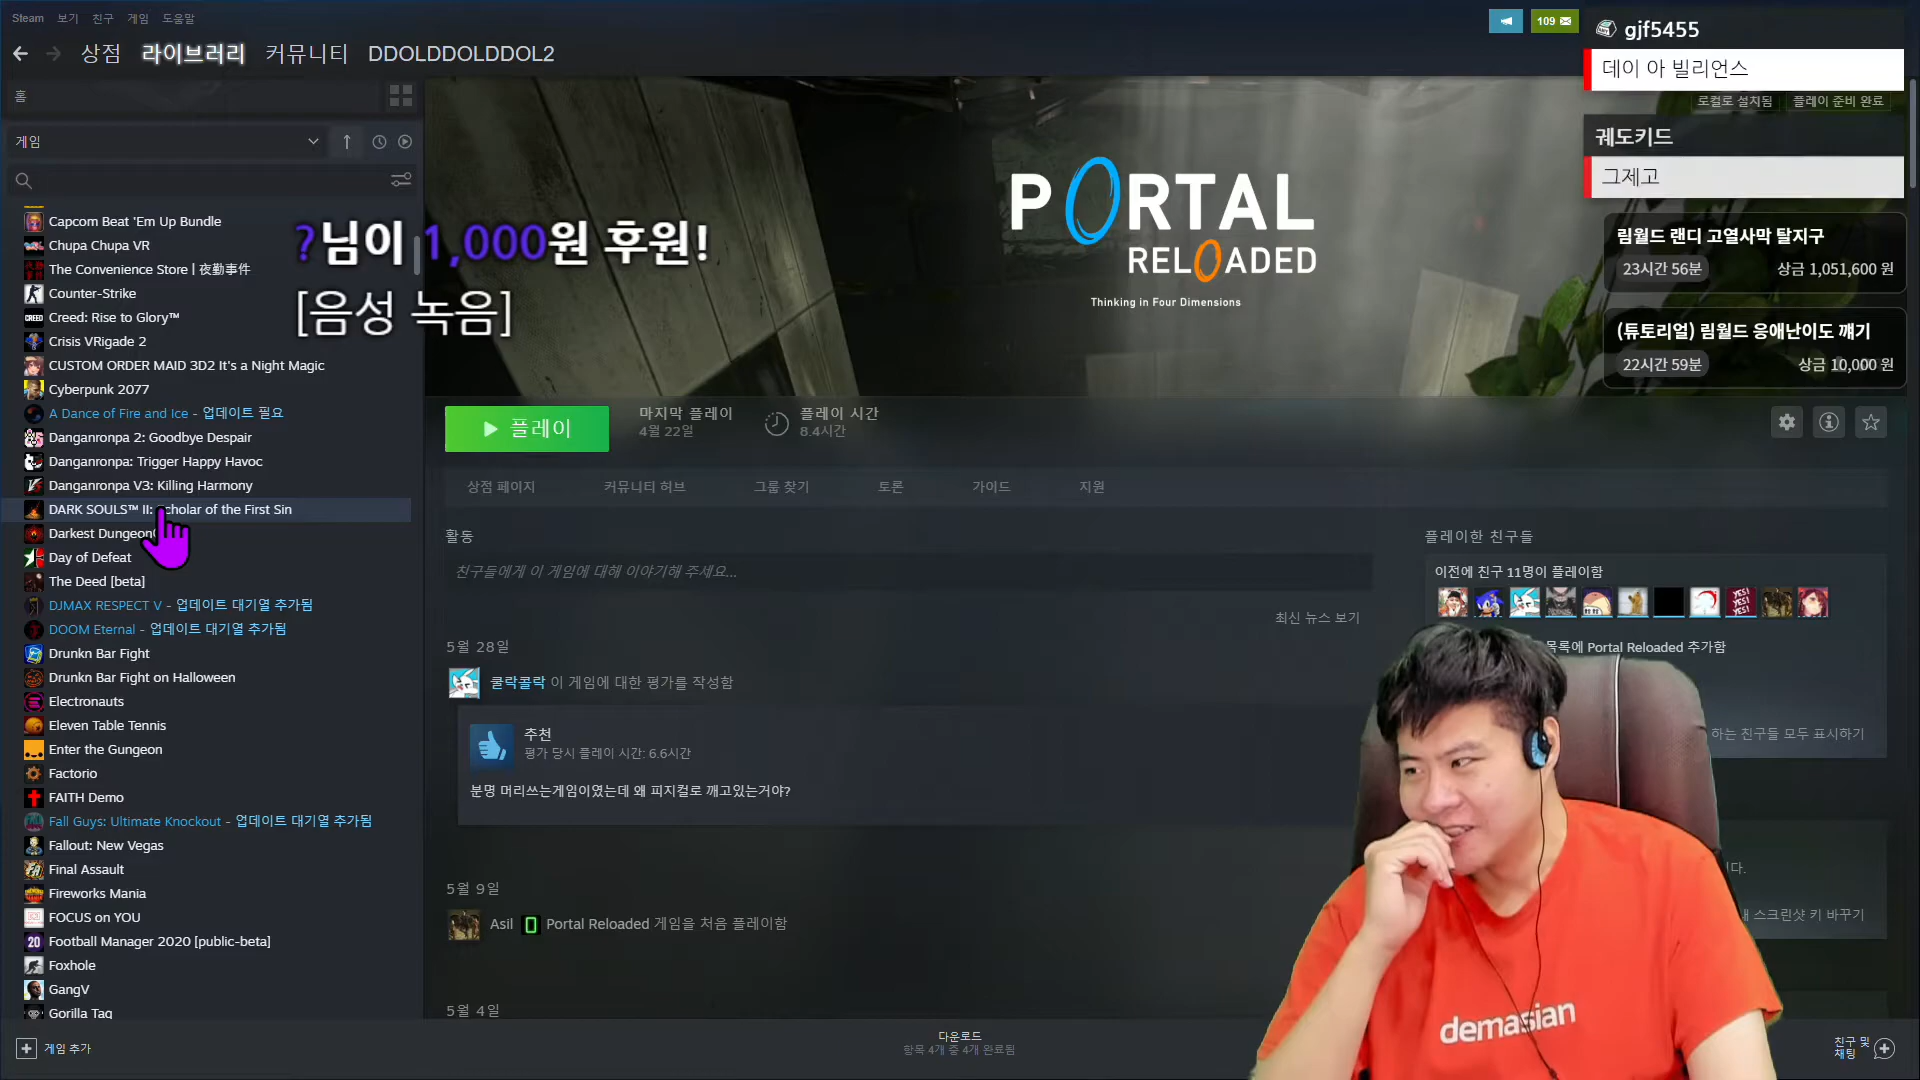 Steam 보기 친구 게임 도움말
상점 라이브러리 커뮤니티 DDOLDDOLDDOL2
109
gjf5455
데이 아 빌리언스
로컬로 설치됨 플레이 준비 완료
궤도키드
그제고
림월드 랜디 고열사막 탈지구
23시간 56분 상금 1,051,600 원
(튜토리얼) 림월드 응애난이도 깨기
22시간 59분 상금 10,000 원
홈
게임
?님이 1,000원 후원!
[음성 녹음]
Capcom Beat 'Em Up Bundle
Chupa Chupa VR
The Convenience Store | 夜勤事件
Counter-Strike
Creed: Rise to Glory™
Crisis VRigade 2
CUSTOM ORDER MAID 3D2 It's a Night Magic
Cyberpunk 2077
A Dance of Fire and Ice - 업데이트 필요
Danganronpa 2: Goodbye Despair
Danganronpa: Trigger Happy Havoc
Danganronpa V3: Killing Harmony
DARK SOULS™ II: Scholar of the First Sin
Darkest Dungeon
Day of Defeat
The Deed [beta]
DJMAX RESPECT V - 업데이트 대기열 추가됨
DOOM Eternal - 업데이트 대기열 추가됨
Drunkn Bar Fight
Drunkn Bar Fight on Halloween
Electronauts
Eleven Table Tennis
Enter the Gungeon
Factorio
FAITH Demo
Fall Guys: Ultimate Knockout - 업데이트 대기열 추가됨
Fallout: New Vegas
Final Assault
Fireworks Mania
FOCUS on YOU
Football Manager 2020 [public-beta]
Foxhole
GangV
Gorilla Tag
게임 추가
PORTAL
RELOADED
Thinking in Four Dimensions
플레이
마지막 플레이
4월 22일
플레이 시간
8.4시간
상점 페이지 커뮤니티 허브 그룹 찾기 토론 가이드 지원
활동
친구들에게 이 게임에 대해 이야기해 주세요...
최신 뉴스 보기
5월 28일
쿨락콜락 이 게임에 대한 평가를 작성함
추천
평가 당시 플레이 시간: 6.6시간
분명 머리쓰는게임이였는데 왜 피지컬로 깨고있는거야?
5월 9일
Asil Portal Reloaded 게임을 처음 플레이함
5월 4일
플레이한 친구들
이전에 친구 11명이 플레이함
YES! YES!
목록에 Portal Reloaded 추가함
하는 친구들 모두 표시하기
다.
스크린샷 키 바꾸기
demasian
다운로드
항목 4개 중 4개 완료됨
친구 및
채팅